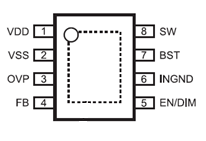 VDD 1 8 SW
VSS 2 7 BST
OVP 3 6 INGND
FB 4 5 EN/DIM